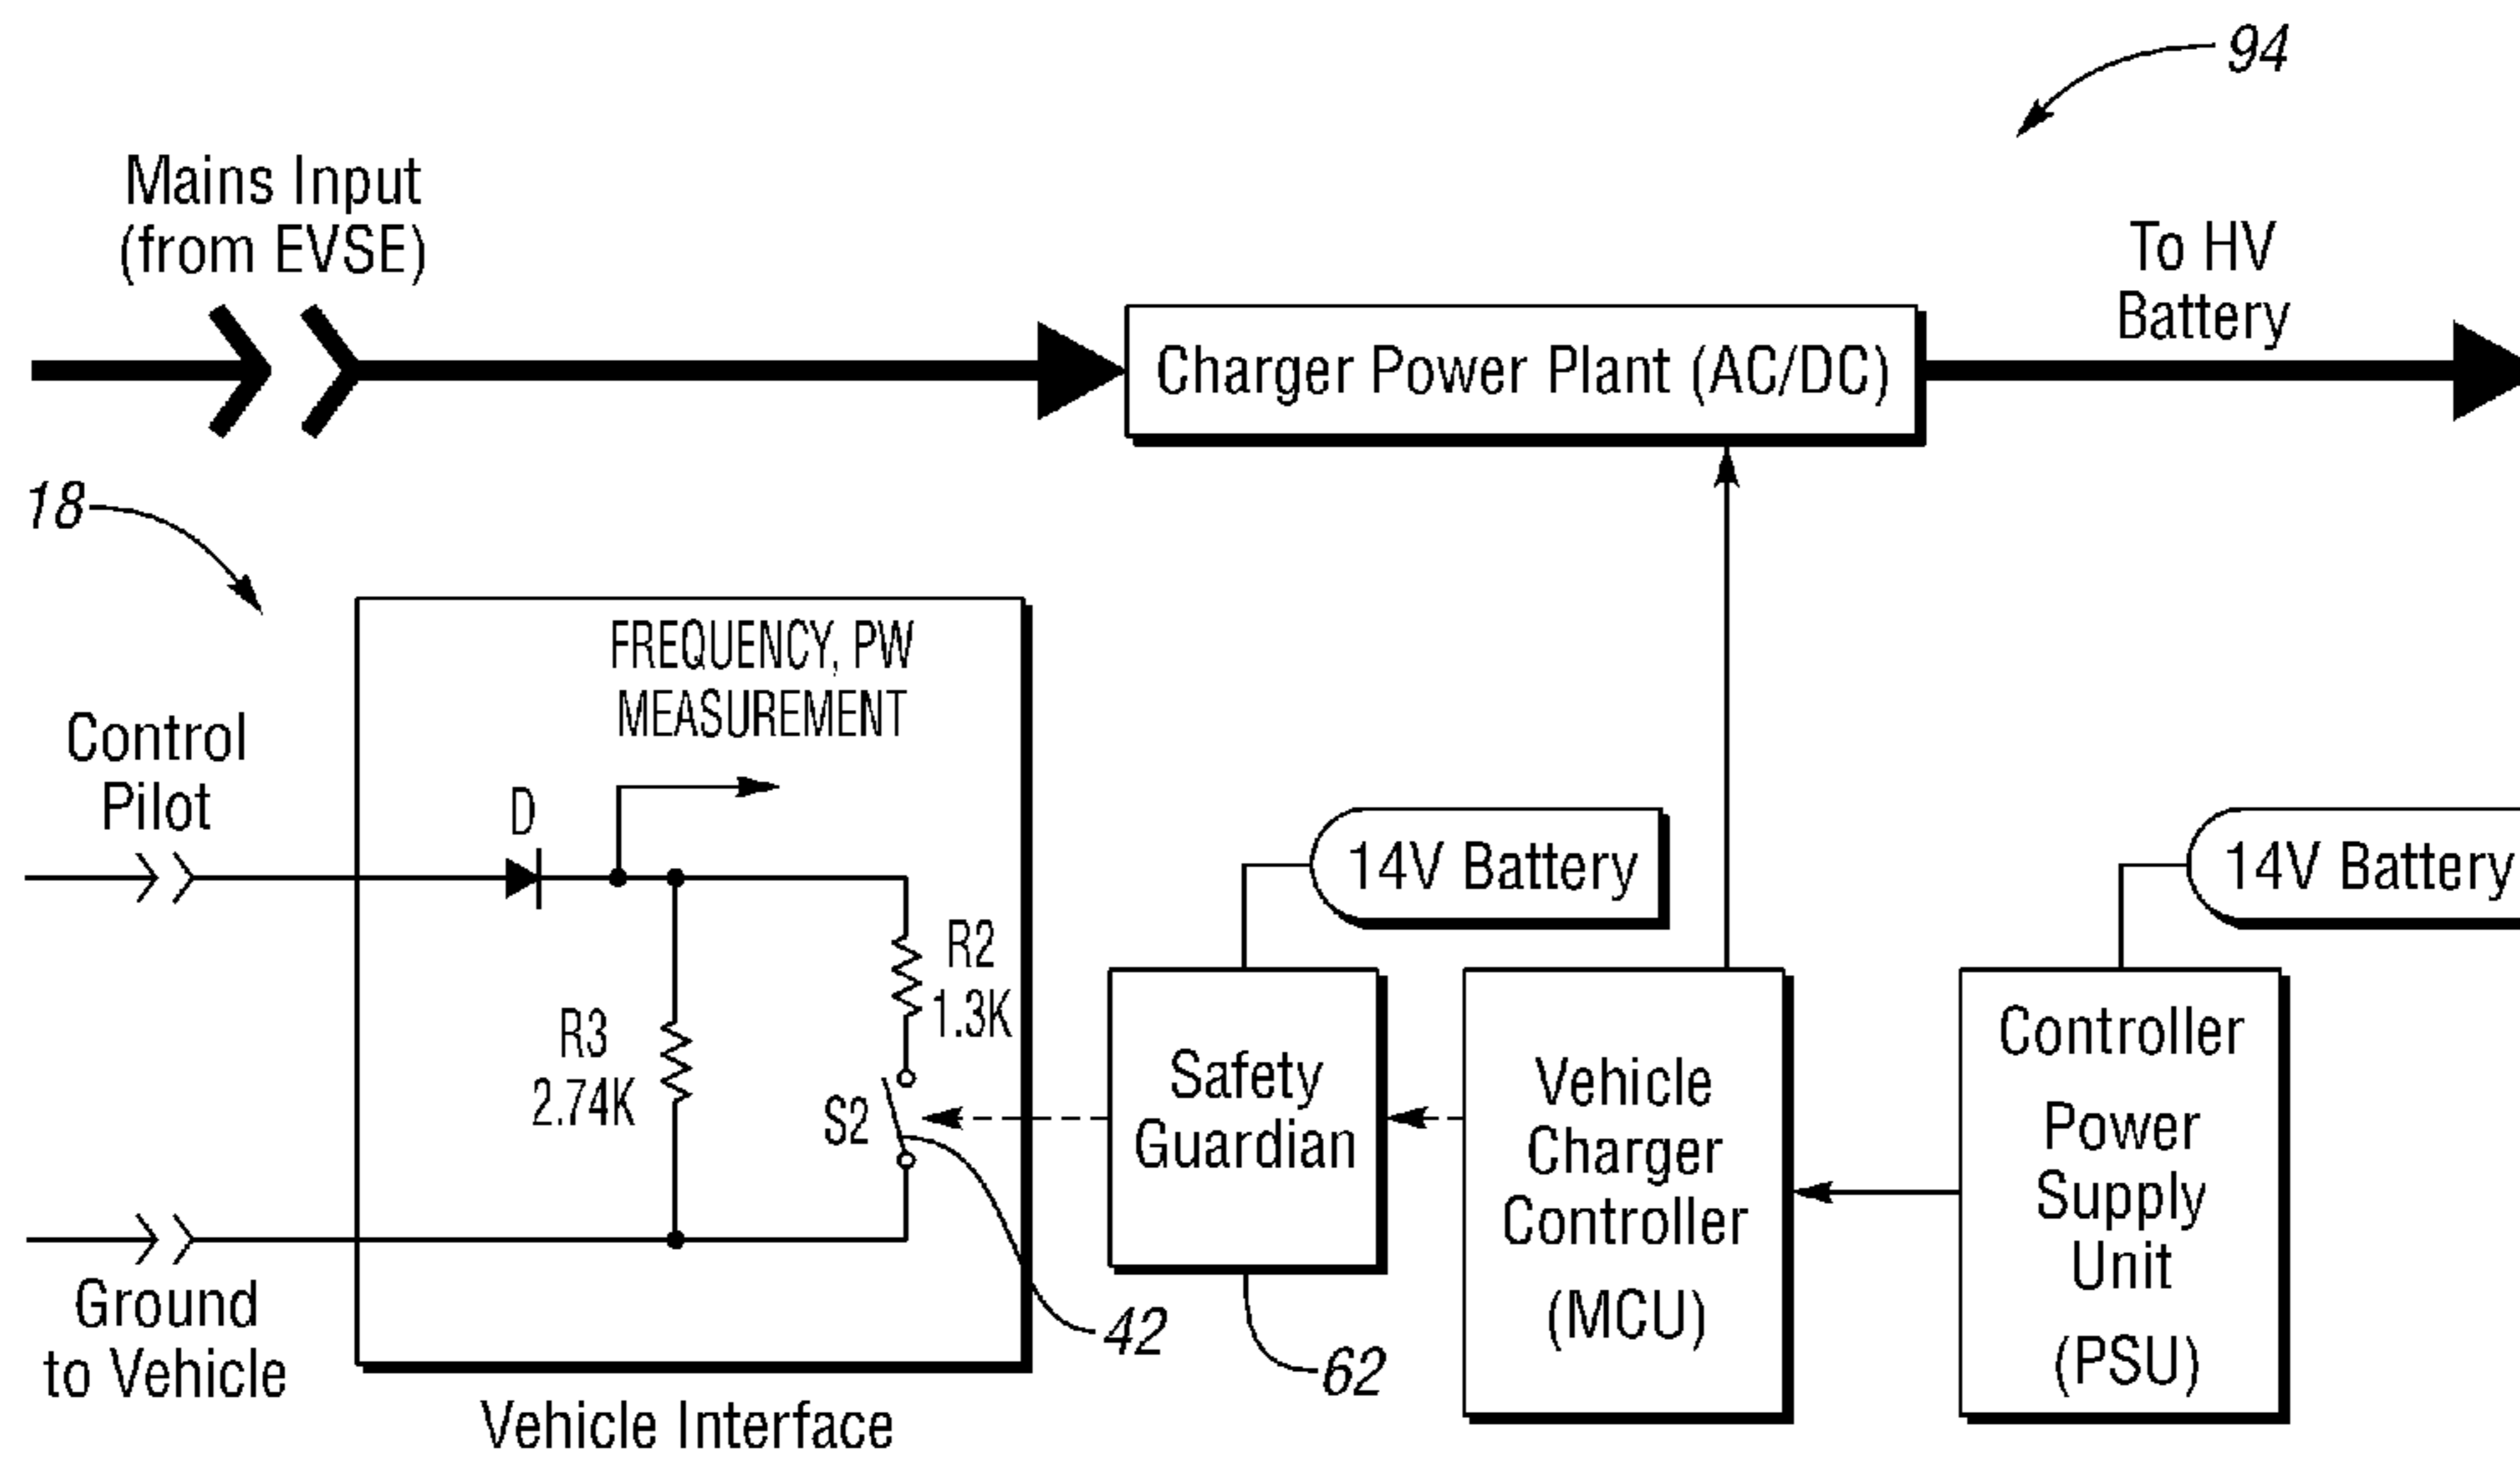 94
Mains Input
(from EVSE)
To HV
Battery
Charger Power Plant (AC/DC)
18
FREQUENCY, PW
MEASUREMENT
Control
Pilot
D
14V Battery
14V Battery
R2
1.3K
R3
2.74K
S2
Safety
Guardian
Vehicle
Charger
Controller
(MCU)
Controller
Power
Supply
Unit
(PSU)
Ground
to Vehicle
42
62
Vehicle Interface